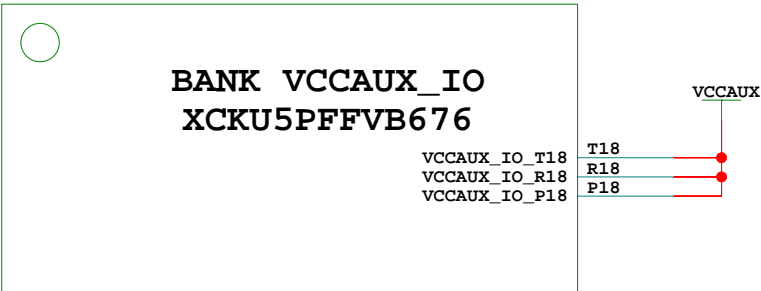 BANK VCCAUX_IO
XCKU5PFFVB676
VCCAUX
VCCAUX_IO_T18 T18
VCCAUX_IO_R18 R18
VCCAUX_IO_P18 P18